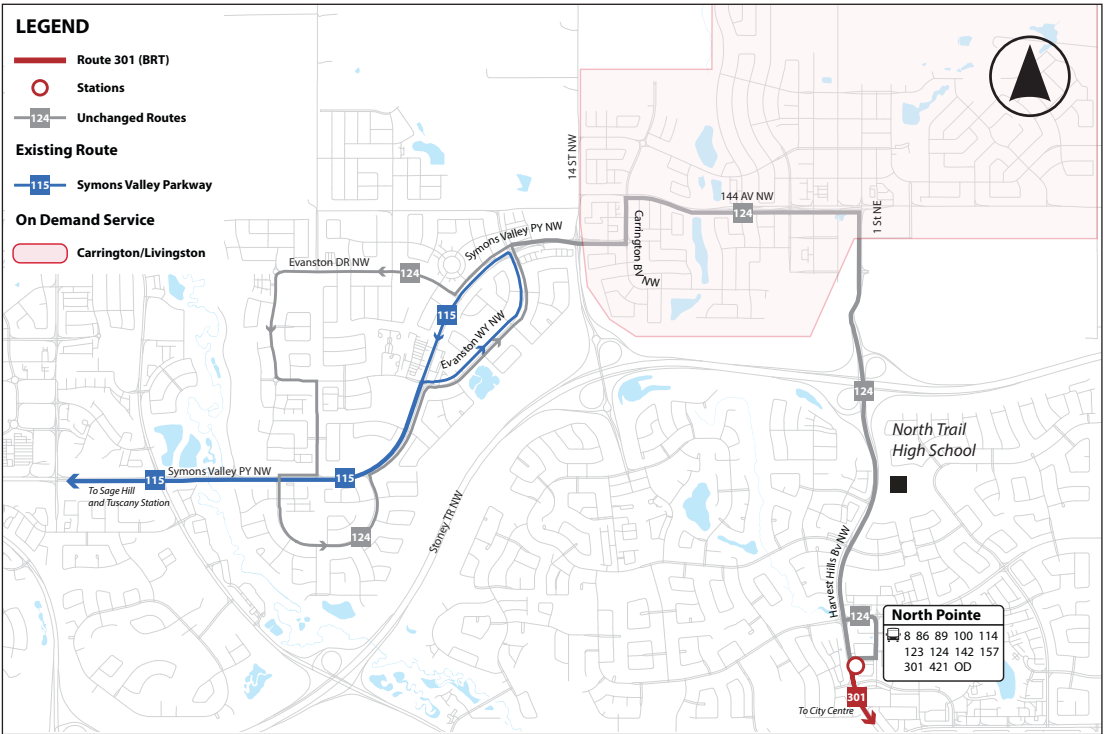 LEGEND
Route 301 (BRT)
Stations
124 Unchanged Routes
Existing Route
115 Symons Valley Parkway
On Demand Service
Carrington/Livingston
14 ST NW
144 AV NW
124
1 St NE
Carrington BV NW
Symons Valley PY NW
Evanston DR NW
124
115
Evanston WY NW
124
North Trail
High School
Symons Valley PY NW
115
115
To Sage Hill
and Tuscany Station
124
Stoney TR NW
Harvest Hills Bv NW
124
North Pointe
8 86 89 100 114
123 124 142 157
301 421 OD
301
To City Centre